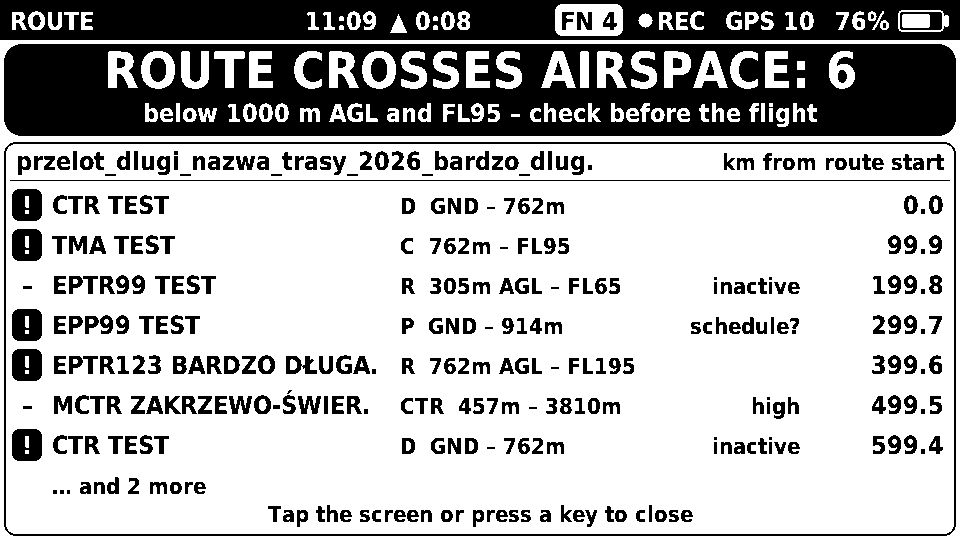 ROUTE 11:09 ▲ 0:08 FN 4 ●REC GPS 10 76%
ROUTE CROSSES AIRSPACE: 6
below 1000 m AGL and FL95 – check before the flight
przelot_dlugi_nazwa_trasy_2026_bardzo_dlug. km from route start
! CTR TEST D GND – 762m 0.0
! TMA TEST C 762m – FL95 99.9
– EPTR99 TEST R 305m AGL – FL65 inactive 199.8
! EPP99 TEST P GND – 914m schedule? 299.7
! EPTR123 BARDZO DŁUGA. R 762m AGL – FL195 399.6
– MCTR ZAKRZEWO-ŚWIER. CTR 457m – 3810m high 499.5
! CTR TEST D GND – 762m inactive 599.4
... and 2 more
Tap the screen or press a key to close